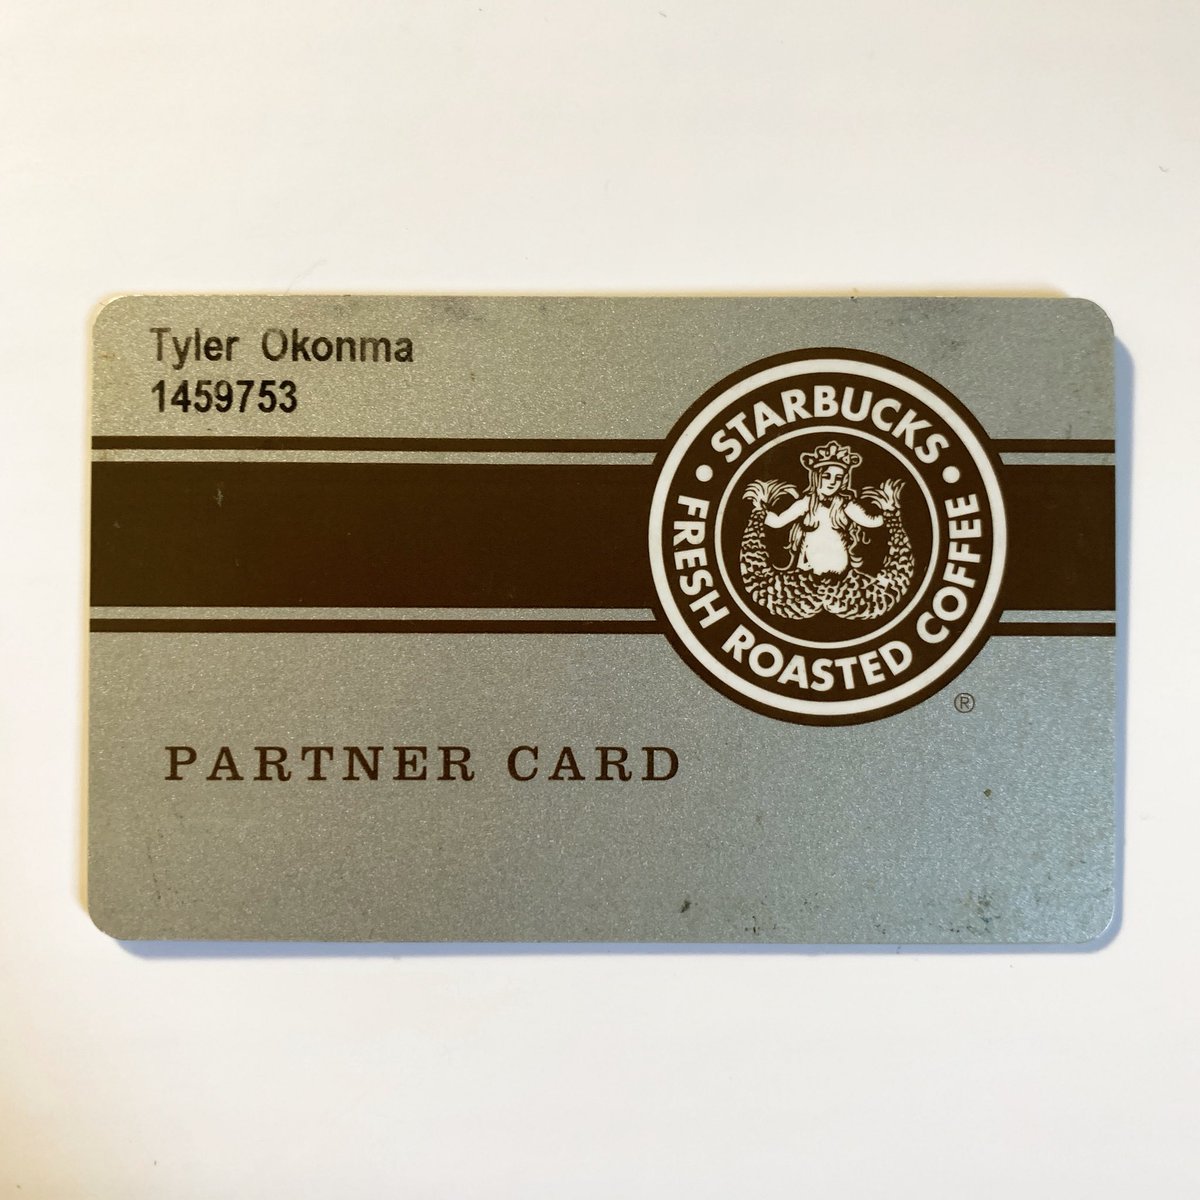 Tyler Okonma
1459753
STARBUCKS
FRESH ROASTED COFFEE
®
PARTNER CARD